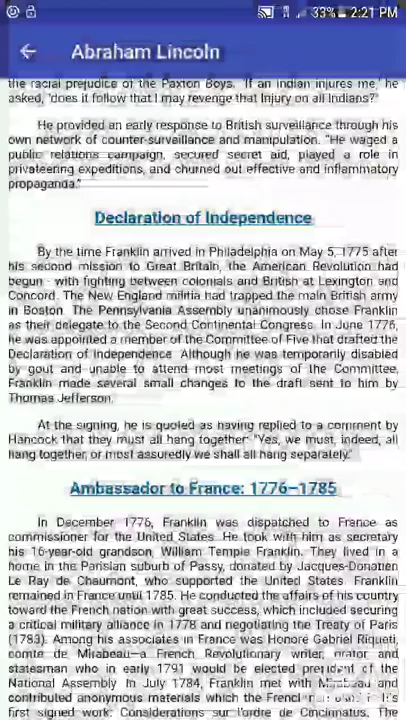 33% 2:21 PM
Abraham Lincoln
the racial prejudice of the Paxton Boys. "If an Indian injures me," he
asked, "does it follow that I may revenge that Injury on all Indians?"
He provided an early response to British surveillance through his
own network of counter-surveillance and manipulation. "He waged a
public relations campaign, secured secret aid, played a role in
privateering expeditions, and churned out effective and inflammatory
propaganda."
Declaration of Independence
By the time Franklin arrived in Philadelphia on May 5, 1775 after
his second mission to Great Britain, the American Revolution had
begun - with fighting between colonials and British at Lexington and
Concord. The New England militia had trapped the main British army
in Boston. The Pennsylvania Assembly unanimously chose Franklin
as their delegate to the Second Continental Congress. In June 1776,
he was appointed a member of the Committee of Five that drafted the
Declaration of Independence. Although he was temporarily disabled
by gout and unable to attend most meetings of the Committee,
Franklin made several small changes to the draft sent to him by
Thomas Jefferson.
At the signing, he is quoted as having replied to a comment by
Hancock that they must all hang together: "Yes, we must, indeed, all
hang together, or most assuredly we shall all hang separately."
Ambassador to France: 1776–1785
In December 1776, Franklin was dispatched to France as
commissioner for the United States. He took with him as secretary
his 16-year-old grandson, William Temple Franklin. They lived in a
home in the Parisian suburb of Passy, donated by Jacques-Donatien
Le Ray de Chaumont, who supported the United States. Franklin
remained in France until 1785. He conducted the affairs of his country
toward the French nation with great success, which included securing
a critical military alliance in 1778 and negotiating the Treaty of Paris
(1783). Among his associates in France was Honoré Gabriel Riqueti,
comte de Mirabeau—a French Revolutionary writer, orator and
statesman who in early 1791 would be elected president of the
National Assembly. In July 1784, Franklin met with Mirabeau and
contributed anonymous materials which the
first signed work: Considerations sur l'ordre de Cincinnatus. The